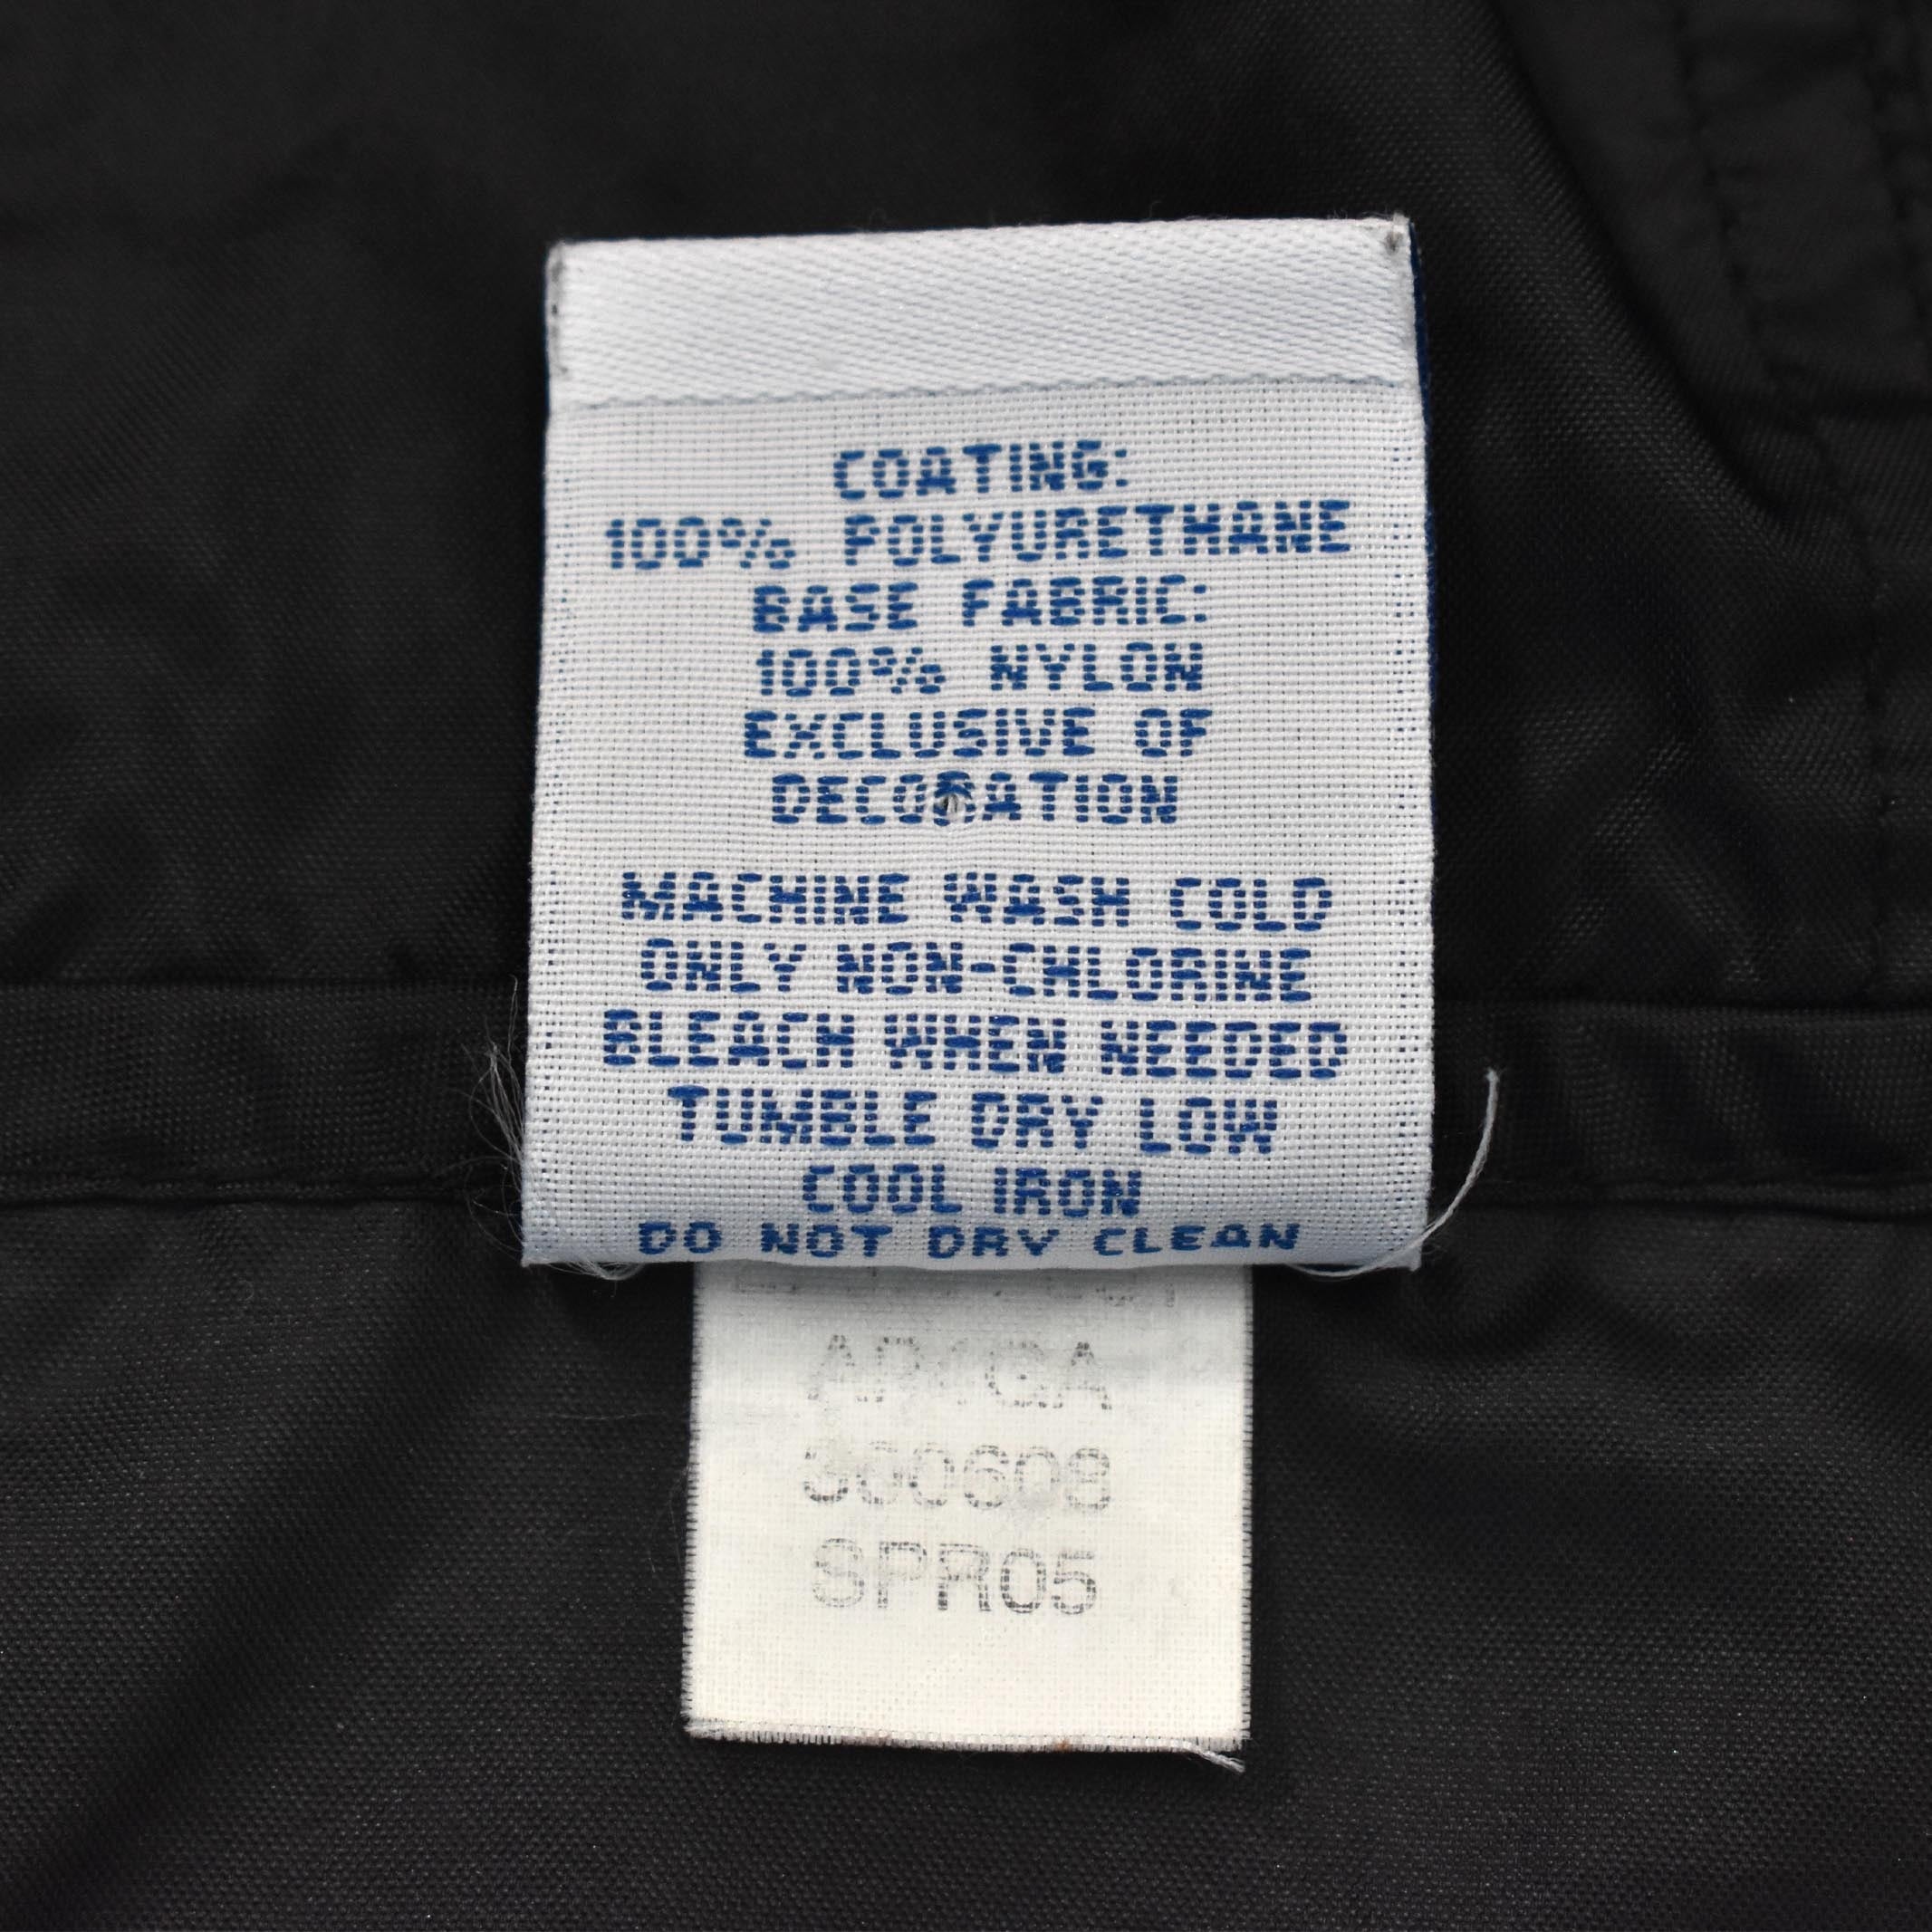 COATING:
100% POLYURETHANE
BASE FABRIC:
100% NYLON
EXCLUSIVE OF
DECORATION
MACHINE WASH COLD
ONLY NON-CHLORINE
BLEACH WHEN NEEDED
TUMBLE DRY LOW
COOL IRON
DO NOT DRY CLEAN
SPR05